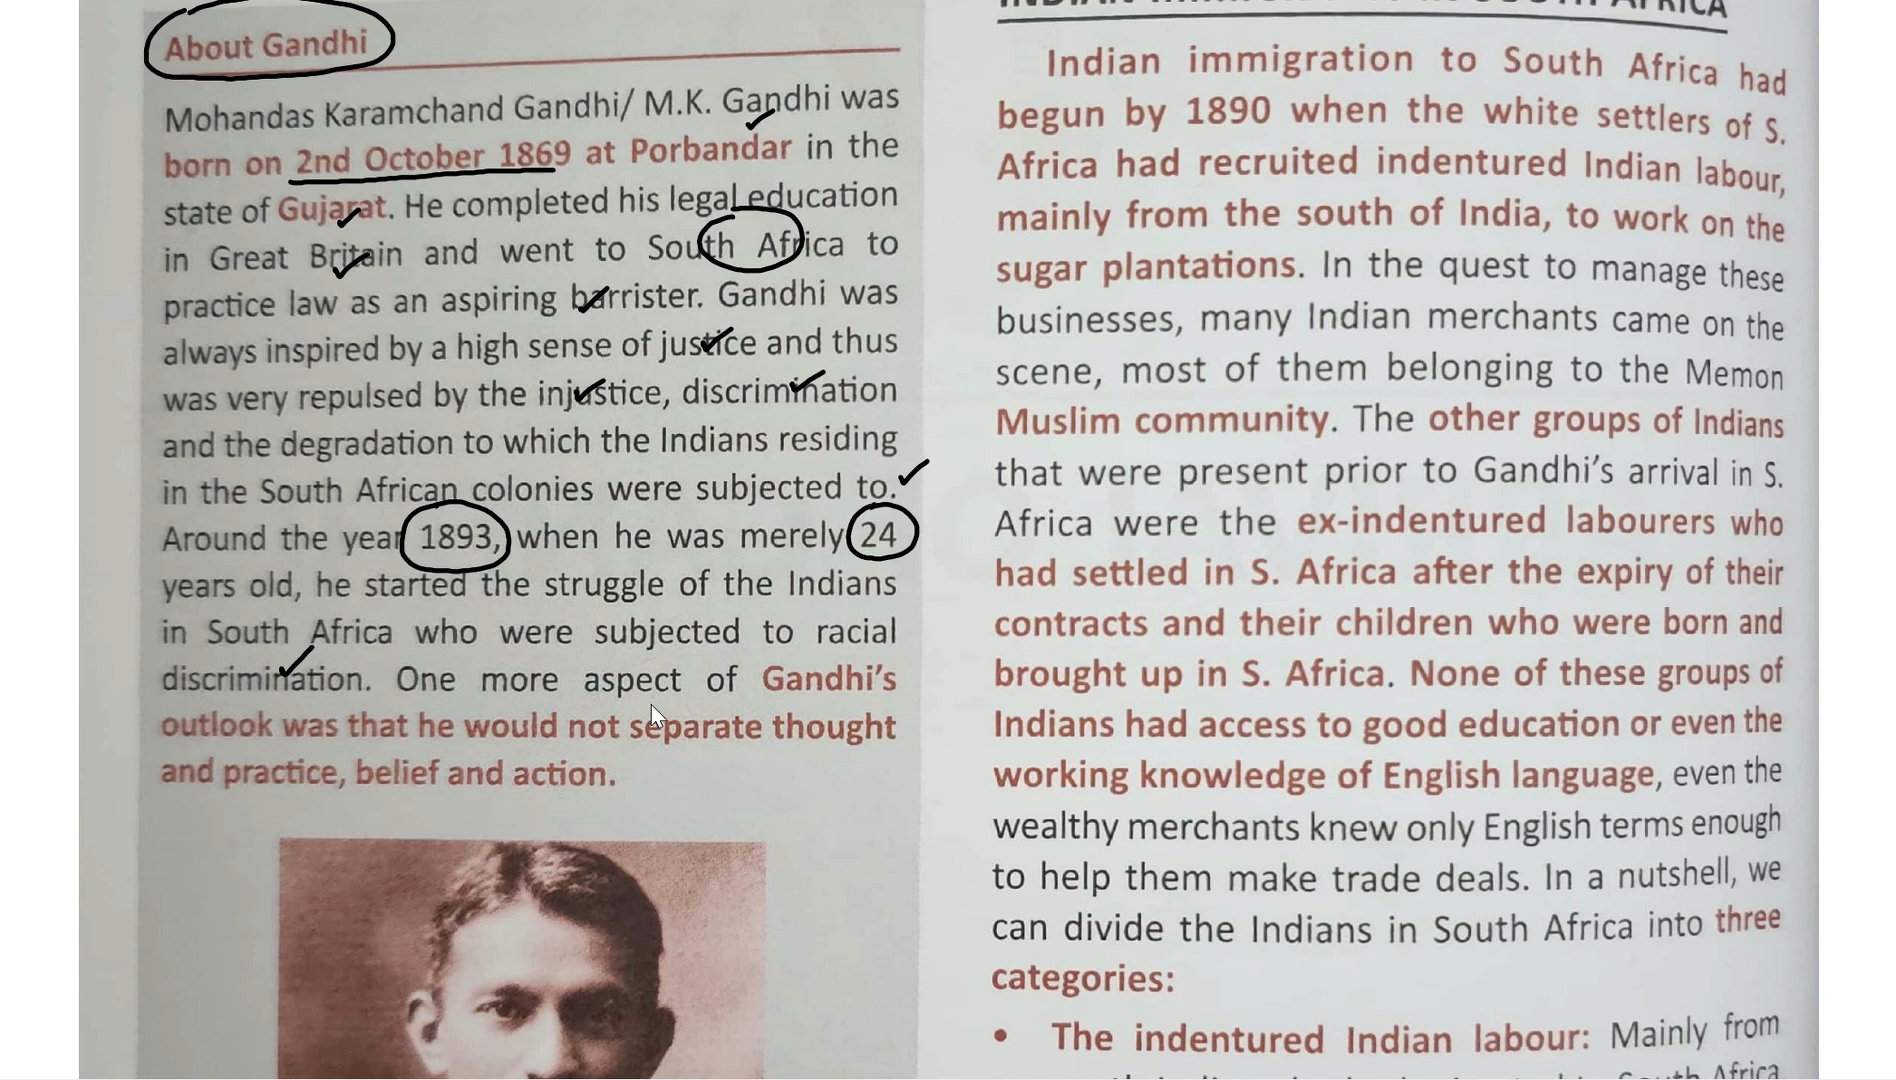 About Gandhi
Mohandas Karamchand Gandhi/ M.K. Gandhi was
born on 2nd October 1869 at Porbandar in the
state of Gujarat. He completed his legal education
in Great Britain and went to South Africa to
practice law as an aspiring barrister. Gandhi was
always inspired by a high sense of justice and thus
was very repulsed by the injustice, discrimination
and the degradation to which the Indians residing
in the South African colonies were subjected to.
Around the year 1893, when he was merely 24
years old, he started the struggle of the Indians
in South Africa who were subjected to racial
discrimination. One more aspect of Gandhi's
outlook was that he would not separate thought
and practice, belief and action.
Indian immigration to South Africa had
begun by 1890 when the white settlers of S.
Africa had recruited indentured Indian labour,
mainly from the south of India, to work on the
sugar plantations. In the quest to manage these
businesses, many Indian merchants came on the
scene, most of them belonging to the Memon
Muslim community. The other groups of Indians
that were present prior to Gandhi's arrival in S.
Africa were the ex-indentured labourers who
had settled in S. Africa after the expiry of their
contracts and their children who were born and
brought up in S. Africa. None of these groups of
Indians had access to good education or even the
working knowledge of English language, even the
wealthy merchants knew only English terms enough
to help them make trade deals. In a nutshell, we
can divide the Indians in South Africa into three
categories:
• The indentured Indian labour: Mainly from
South Africa